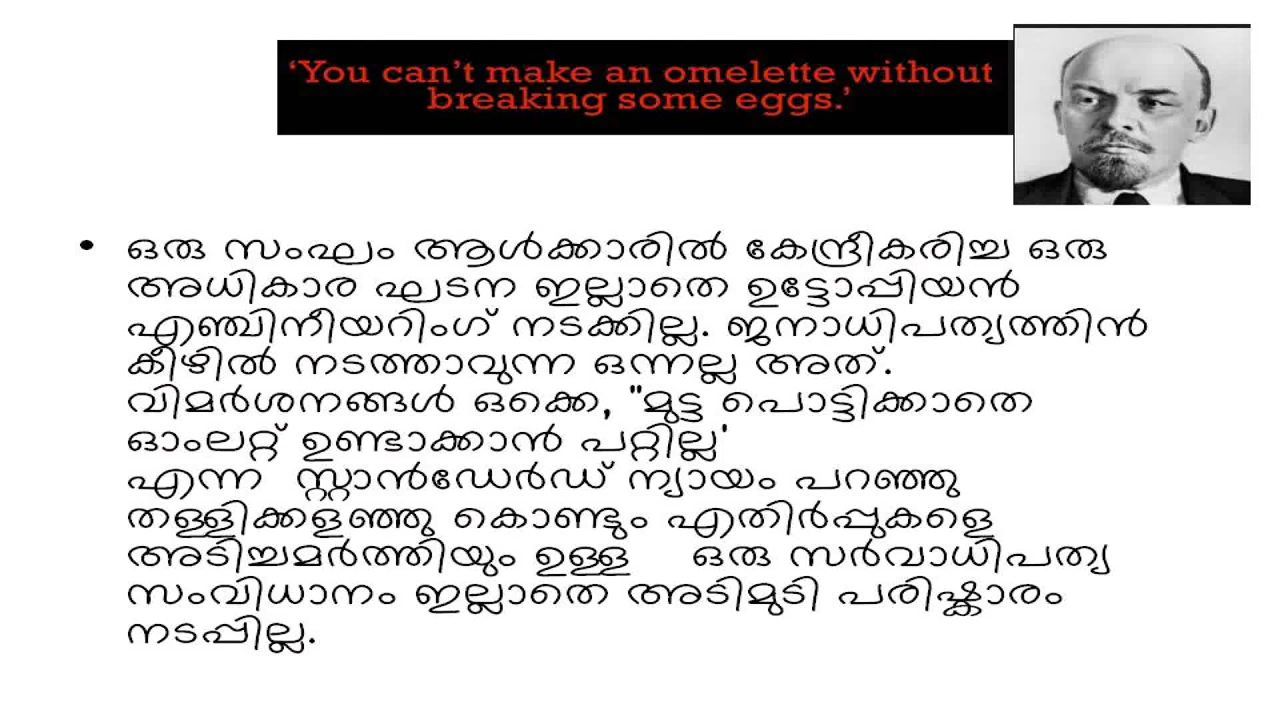 ‘You can’t make an omelette without
breaking some eggs.’
• ഒരു സംഘം ആൾക്കാരിൽ കേന്ദ്രീകരിച്ച ഒരു
അധികാര ഘടന ഇല്ലാതെ ഉട്ടോപ്പിയൻ
എഞ്ചിനീയറിംഗ് നടക്കില്ല. ജനാധിപത്യത്തിൻ
കീഴിൽ നടത്താവുന്ന ഒന്നല്ല അത്.
വിമർശനങ്ങൾ ഒക്കെ, "മുട്ട പൊട്ടിക്കാതെ
ഓംലറ്റ് ഉണ്ടാക്കാൻ പറ്റില്ല'
എന്ന സ്റ്റാൻഡേർഡ് ന്യായം പറഞ്ഞു
തള്ളിക്കളഞ്ഞു കൊണ്ടും എതിർപ്പുകളെ
അടിച്ചമർത്തിയും ഉള്ള ഒരു സർവാധിപത്യ
സംവിധാനം ഇല്ലാതെ അടിമുടി പരിഷ്കാരം
നടപ്പില്ല.